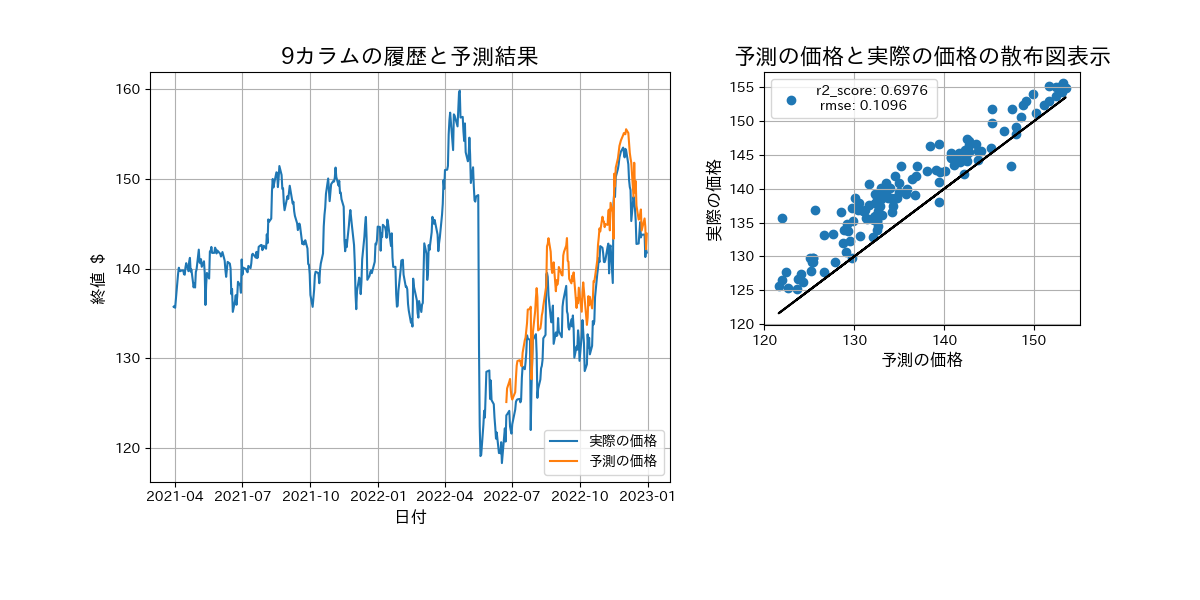 9カラムの履歴と予測結果
160
150
140
130
120
終値 $
2021-04 2021-07 2021-10 2022-01 2022-04 2022-07 2022-10 2023-01
日付
実際の価格
予測の価格
予測の価格と実際の価格の散布図表示
155
150
145
140
135
130
125
120
実際の価格
r2_score: 0.6976
rmse: 0.1096
120 130 140 150
予測の価格